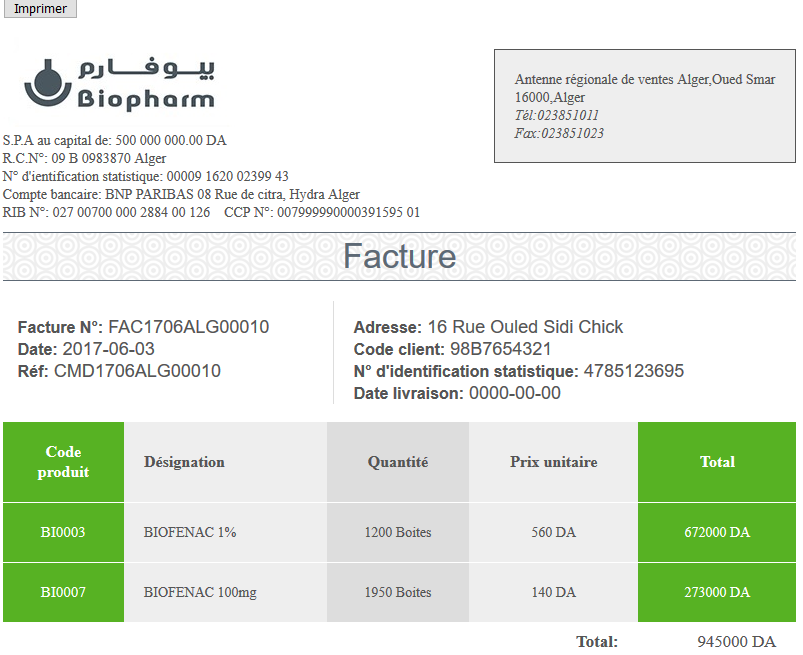 Imprimer
بيوفارم
Biopharm
Antenne régionale de ventes Alger,Oued Smar
16000,Alger
Tél:023851011
Fax:023851023
S.P.A au capital de: 500 000 000.00 DA
R.C.N°: 09 B 0983870 Alger
N° d'ientification statistique: 00009 1620 02399 43
Compte bancaire: BNP PARIBAS 08 Rue de citra, Hydra Alger
RIB N°: 027 00700 000 2884 00 126 CCP N°: 007999990000391595 01
Facture
Facture N°: FAC1706ALG00010
Date: 2017-06-03
Réf: CMD1706ALG00010
Adresse: 16 Rue Ouled Sidi Chick
Code client: 98B7654321
N° d'identification statistique: 4785123695
Date livraison: 0000-00-00
Code produit Désignation Quantité Prix unitaire Total
BI0003 BIOFENAC 1% 1200 Boites 560 DA 672000 DA
BI0007 BIOFENAC 100mg 1950 Boites 140 DA 273000 DA
Total: 945000 DA